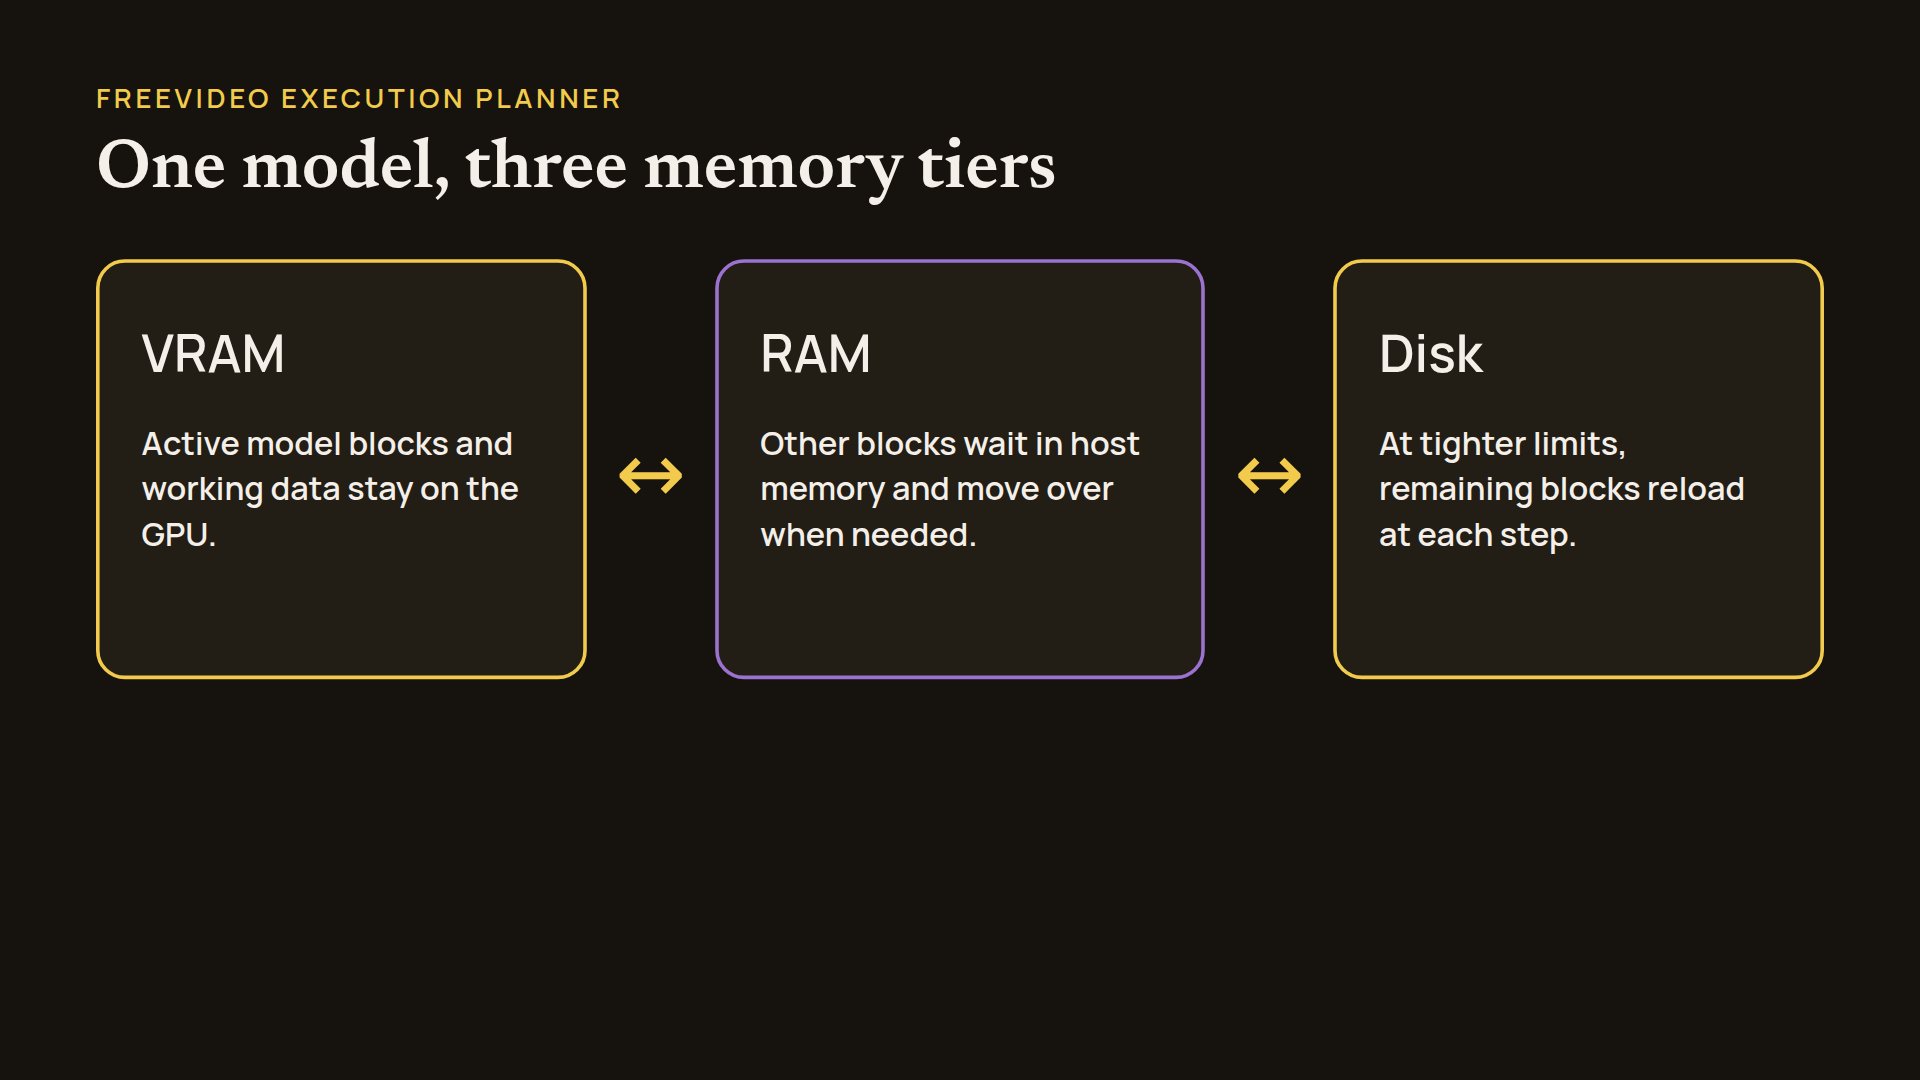 FREEVIDEO EXECUTION PLANNER
One model, three memory tiers
VRAM
Active model blocks and
working data stay on the
GPU.
↔
RAM
Other blocks wait in host
memory and move over
when needed.
↔
Disk
At tighter limits,
remaining blocks reload
at each step.